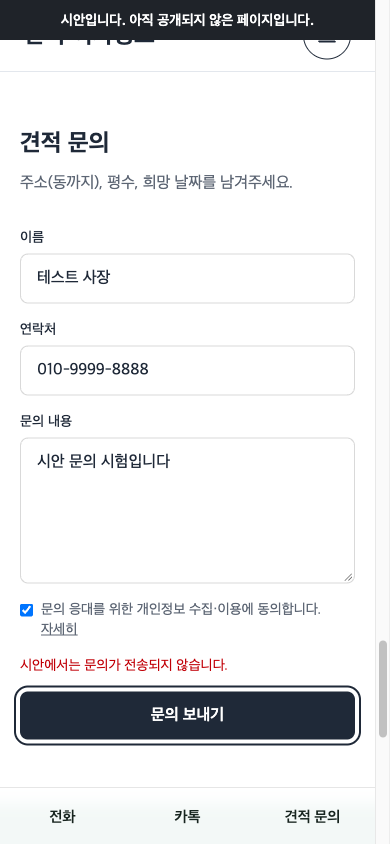 시안입니다. 아직 공개되지 않은 페이지입니다.
견적 문의
주소(동까지), 평수, 희망 날짜를 남겨주세요.
이름
테스트 사장
연락처
010-9999-8888
문의 내용
시안 문의 시험입니다
문의 응대를 위한 개인정보 수집·이용에 동의합니다.
자세히
시안에서는 문의가 전송되지 않습니다.
문의 보내기
전화
카톡
견적 문의